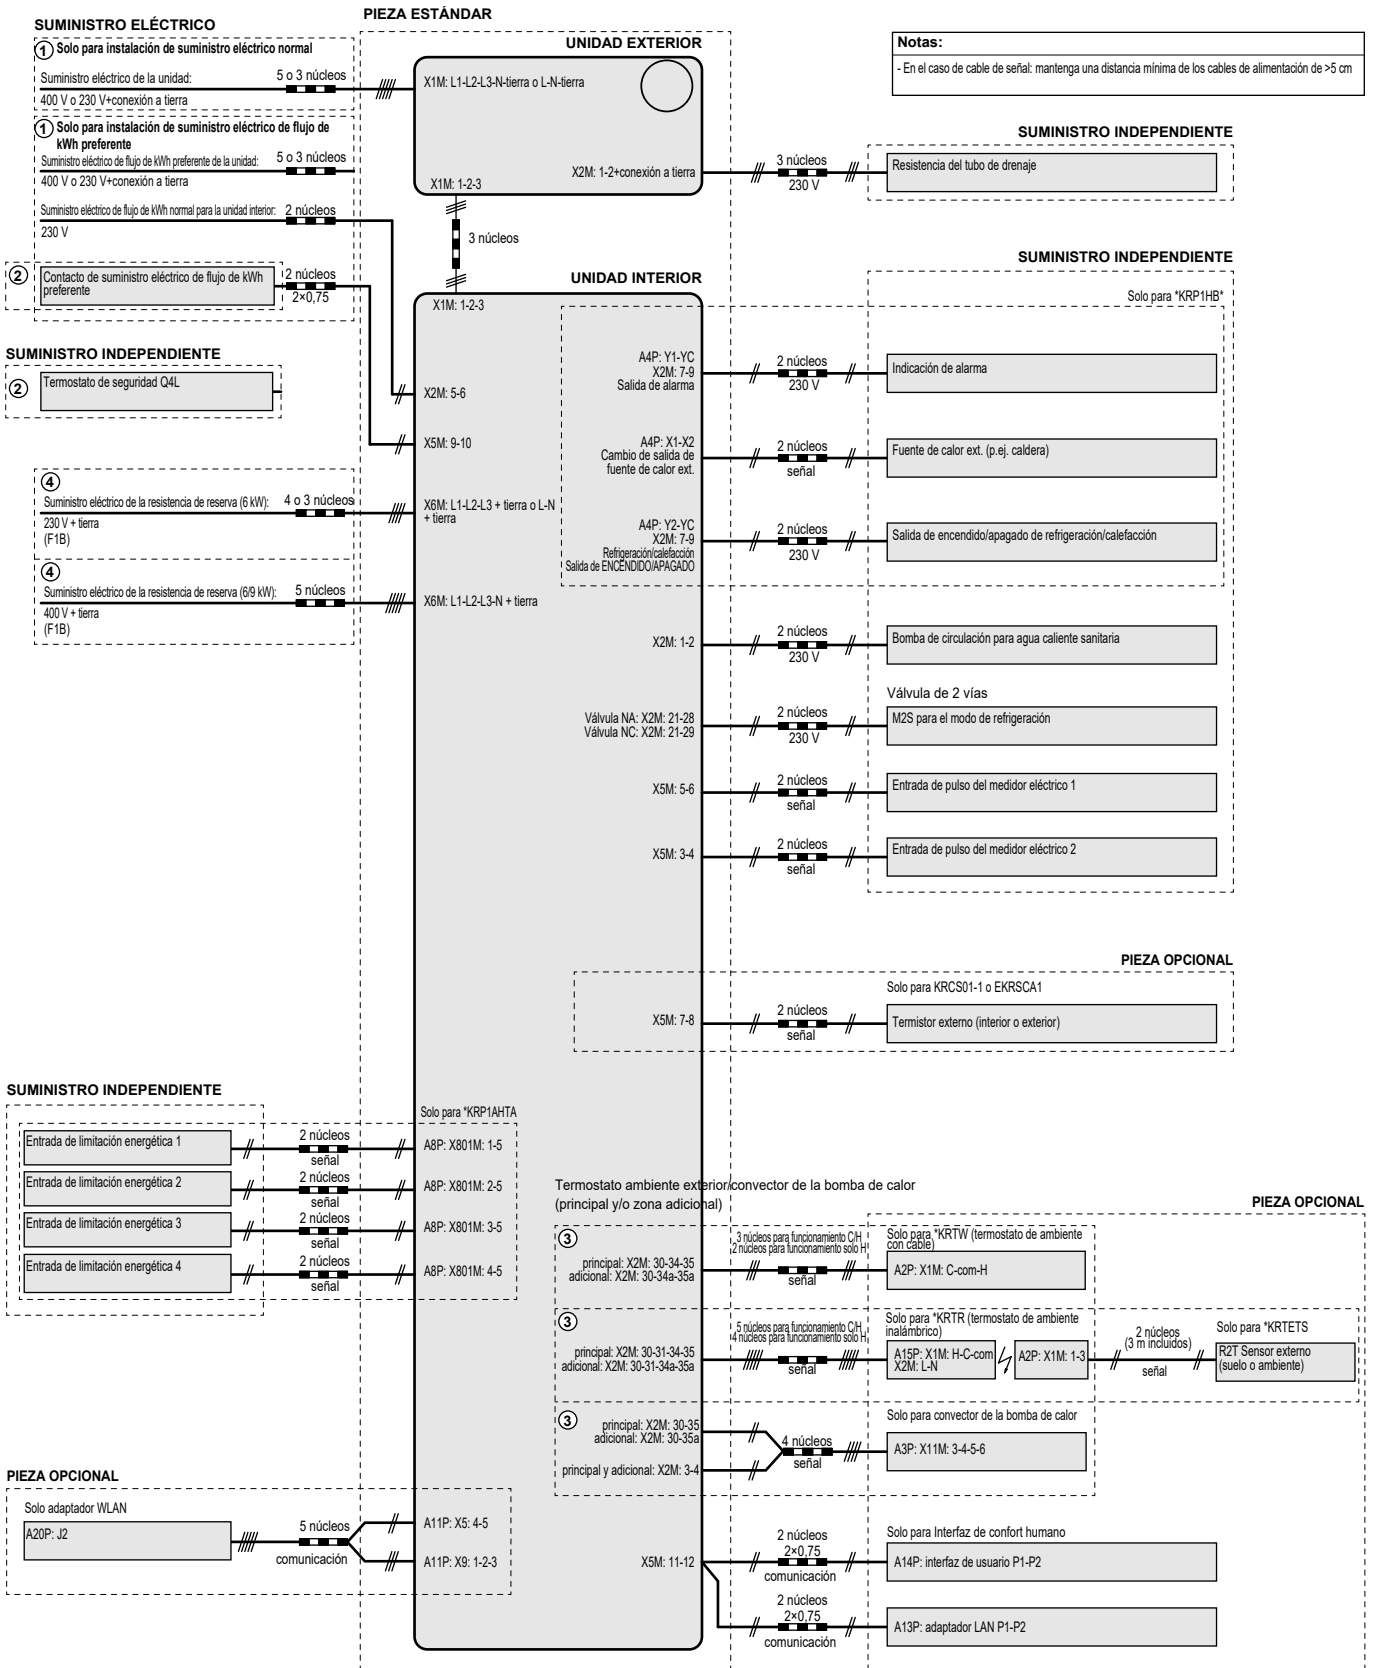 SUMINISTRO ELÉCTRICO
PIEZA ESTÁNDAR
1 Solo para instalación de suministro eléctrico normal
Suministro eléctrico de la unidad:
5 o 3 núcleos
400 V o 230 V+conexión a tierra
1 Solo para instalación de suministro eléctrico de flujo de
kWh preferente
Suministro eléctrico de flujo de kWh preferente de la unidad:
5 o 3 núcleos
400 V o 230 V+conexión a tierra
Suministro eléctrico de flujo de kWh normal para la unidad interior:
2 núcleos
230 V
2
Contacto de suministro eléctrico de flujo de kWh
preferente
2 núcleos
2×0,75
SUMINISTRO INDEPENDIENTE
2
Termostato de seguridad Q4L
4
Suministro eléctrico de la resistencia de reserva (6 kW):
4 o 3 núcleos
230 V + tierra
(F1B)
4
Suministro eléctrico de la resistencia de reserva (6/9 kW):
5 núcleos
400 V + tierra
(F1B)
UNIDAD EXTERIOR
X1M: L1-L2-L3-N-tierra o L-N-tierra
X2M: 1-2+conexión a tierra
X1M: 1-2-3
3 núcleos
UNIDAD INTERIOR
X1M: 1-2-3
X2M: 5-6
X5M: 9-10
X6M: L1-L2-L3 + tierra o L-N
+ tierra
X6M: L1-L2-L3-N + tierra
Notas:
- En el caso de cable de señal: mantenga una distancia mínima de los cables de alimentación de >5 cm
SUMINISTRO INDEPENDIENTE
3 núcleos
230 V
Resistencia del tubo de drenaje
SUMINISTRO INDEPENDIENTE
Solo para *KRP1HB*
A4P: Y1-YC
X2M: 7-9
Salida de alarma
2 núcleos
230 V
Indicación de alarma
A4P: X1-X2
Cambio de salida de
fuente de calor ext.
2 núcleos
señal
Fuente de calor ext. (p.ej. caldera)
A4P: Y2-YC
X2M: 7-9
Refrigeración/calefacción
Salida de ENCENDIDO/APAGADO
2 núcleos
230 V
Salida de encendido/apagado de refrigeración/calefacción
X2M: 1-2
2 núcleos
230 V
Bomba de circulación para agua caliente sanitaria
Válvula de 2 vías
Válvula NA: X2M: 21-28
Válvula NC: X2M: 21-29
2 núcleos
230 V
M2S para el modo de refrigeración
X5M: 5-6
2 núcleos
señal
Entrada de pulso del medidor eléctrico 1
X5M: 3-4
2 núcleos
señal
Entrada de pulso del medidor eléctrico 2
PIEZA OPCIONAL
Solo para KRCS01-1 o EKRSCA1
X5M: 7-8
2 núcleos
señal
Termistor externo (interior o exterior)
SUMINISTRO INDEPENDIENTE
Solo para *KRP1AHTA
Entrada de limitación energética 1
2 núcleos
señal
A8P: X801M: 1-5
Entrada de limitación energética 2
2 núcleos
señal
A8P: X801M: 2-5
Entrada de limitación energética 3
2 núcleos
señal
A8P: X801M: 3-5
Entrada de limitación energética 4
2 núcleos
señal
A8P: X801M: 4-5
Termostato ambiente exterior/convector de la bomba de calor
(principal y/o zona adicional)
PIEZA OPCIONAL
3
principal: X2M: 30-34-35
adicional: X2M: 30-34a-35a
3 núcleos para funcionamiento C/H
2 núcleos para funcionamiento solo H
señal
Solo para *KRTW (termostato de ambiente
con cable)
A2P: X1M: C-com-H
3
principal: X2M: 30-31-34-35
adicional: X2M: 30-31-34a-35a
5 núcleos para funcionamiento C/H
4 núcleos para funcionamiento solo H
señal
Solo para *KRTR (termostato de ambiente
inalámbrico)
A15P: X1M: H-C-com
X2M: L-N
A2P: X1M: 1-3
2 núcleos
(3 m incluidos)
señal
Solo para *KRTETS
R2T Sensor externo
(suelo o ambiente)
3
principal: X2M: 30-35
adicional: X2M: 30-35a
principal y adicional: X2M: 3-4
4 núcleos
señal
Solo para convector de la bomba de calor
A3P: X11M: 3-4-5-6
PIEZA OPCIONAL
Solo adaptador WLAN
A20P: J2
5 núcleos
comunicación
A11P: X5: 4-5
A11P: X9: 1-2-3
X5M: 11-12
2 núcleos
2×0,75
comunicación
Solo para Interfaz de confort humano
A14P: interfaz de usuario P1-P2
2 núcleos
2×0,75
comunicación
A13P: adaptador LAN P1-P2